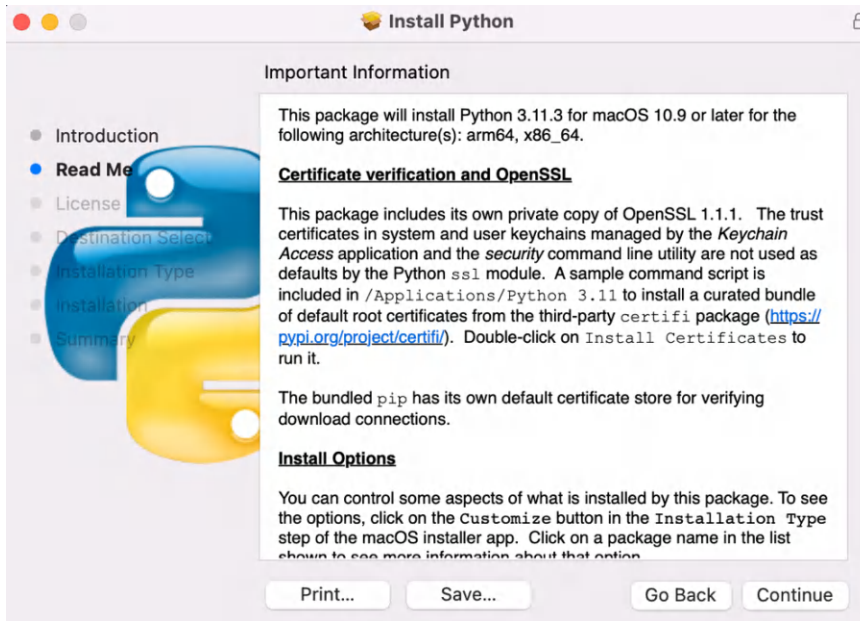 Install Python
Important Information
Introduction
Read Me
License
Destination Select
Installation Type
Installation
Summary
This package will install Python 3.11.3 for macOS 10.9 or later for the
following architecture(s): arm64, x86_64.
Certificate verification and OpenSSL
This package includes its own private copy of OpenSSL 1.1.1. The trust
certificates in system and user keychains managed by the Keychain
Access application and the security command line utility are not used as
defaults by the Python ssl module. A sample command script is
included in /Applications/Python 3.11 to install a curated bundle
of default root certificates from the third-party certifi package (https://
pypi.org/project/certifi/). Double-click on Install Certificates to
run it.
The bundled pip has its own default certificate store for verifying
download connections.
Install Options
You can control some aspects of what is installed by this package. To see
the options, click on the Customize button in the Installation Type
step of the macOS installer app. Click on a package name in the list
shown to see more information about that option
Print...
Save...
Go Back
Continue